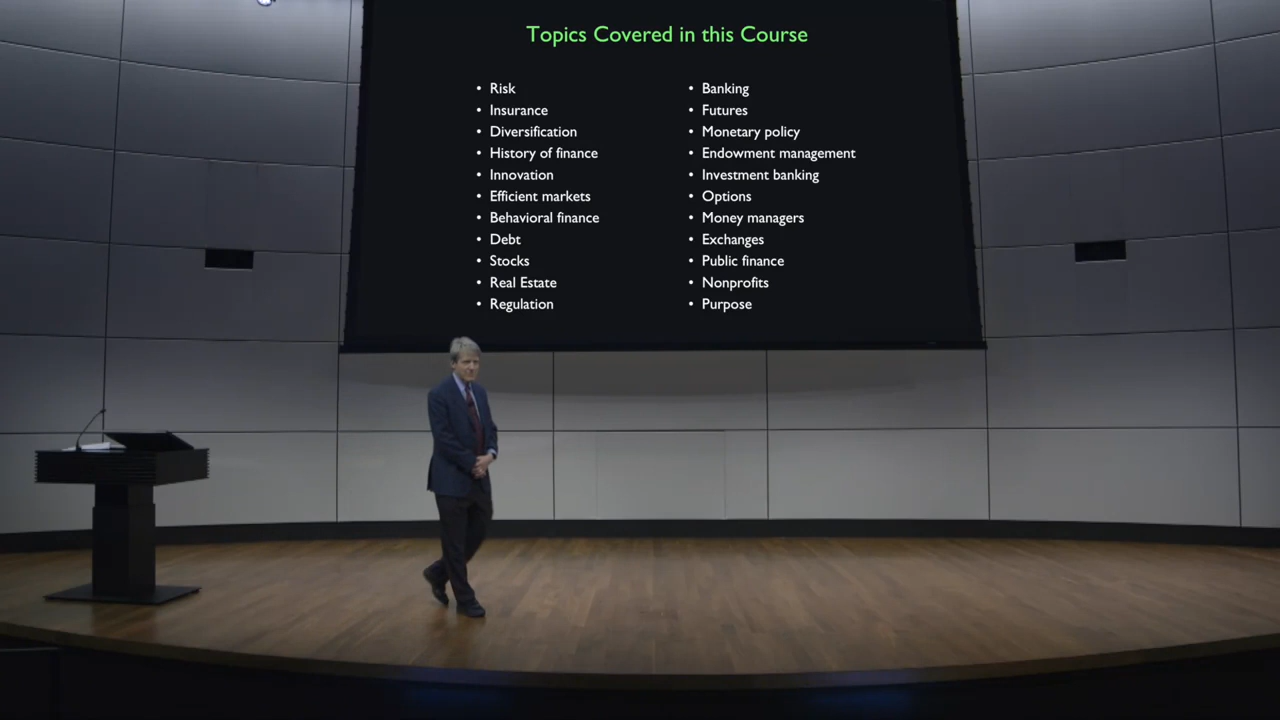 Topics Covered in this Course
• Risk
• Insurance
• Diversification
• History of finance
• Innovation
• Efficient markets
• Behavioral finance
• Debt
• Stocks
• Real Estate
• Regulation
• Banking
• Futures
• Monetary policy
• Endowment management
• Investment banking
• Options
• Money managers
• Exchanges
• Public finance
• Nonprofits
• Purpose